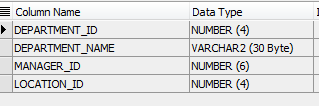 Column Name Data Type
DEPARTMENT_ID NUMBER (4)
DEPARTMENT_NAME VARCHAR2 (30 Byte)
MANAGER_ID NUMBER (6)
LOCATION_ID NUMBER (4)